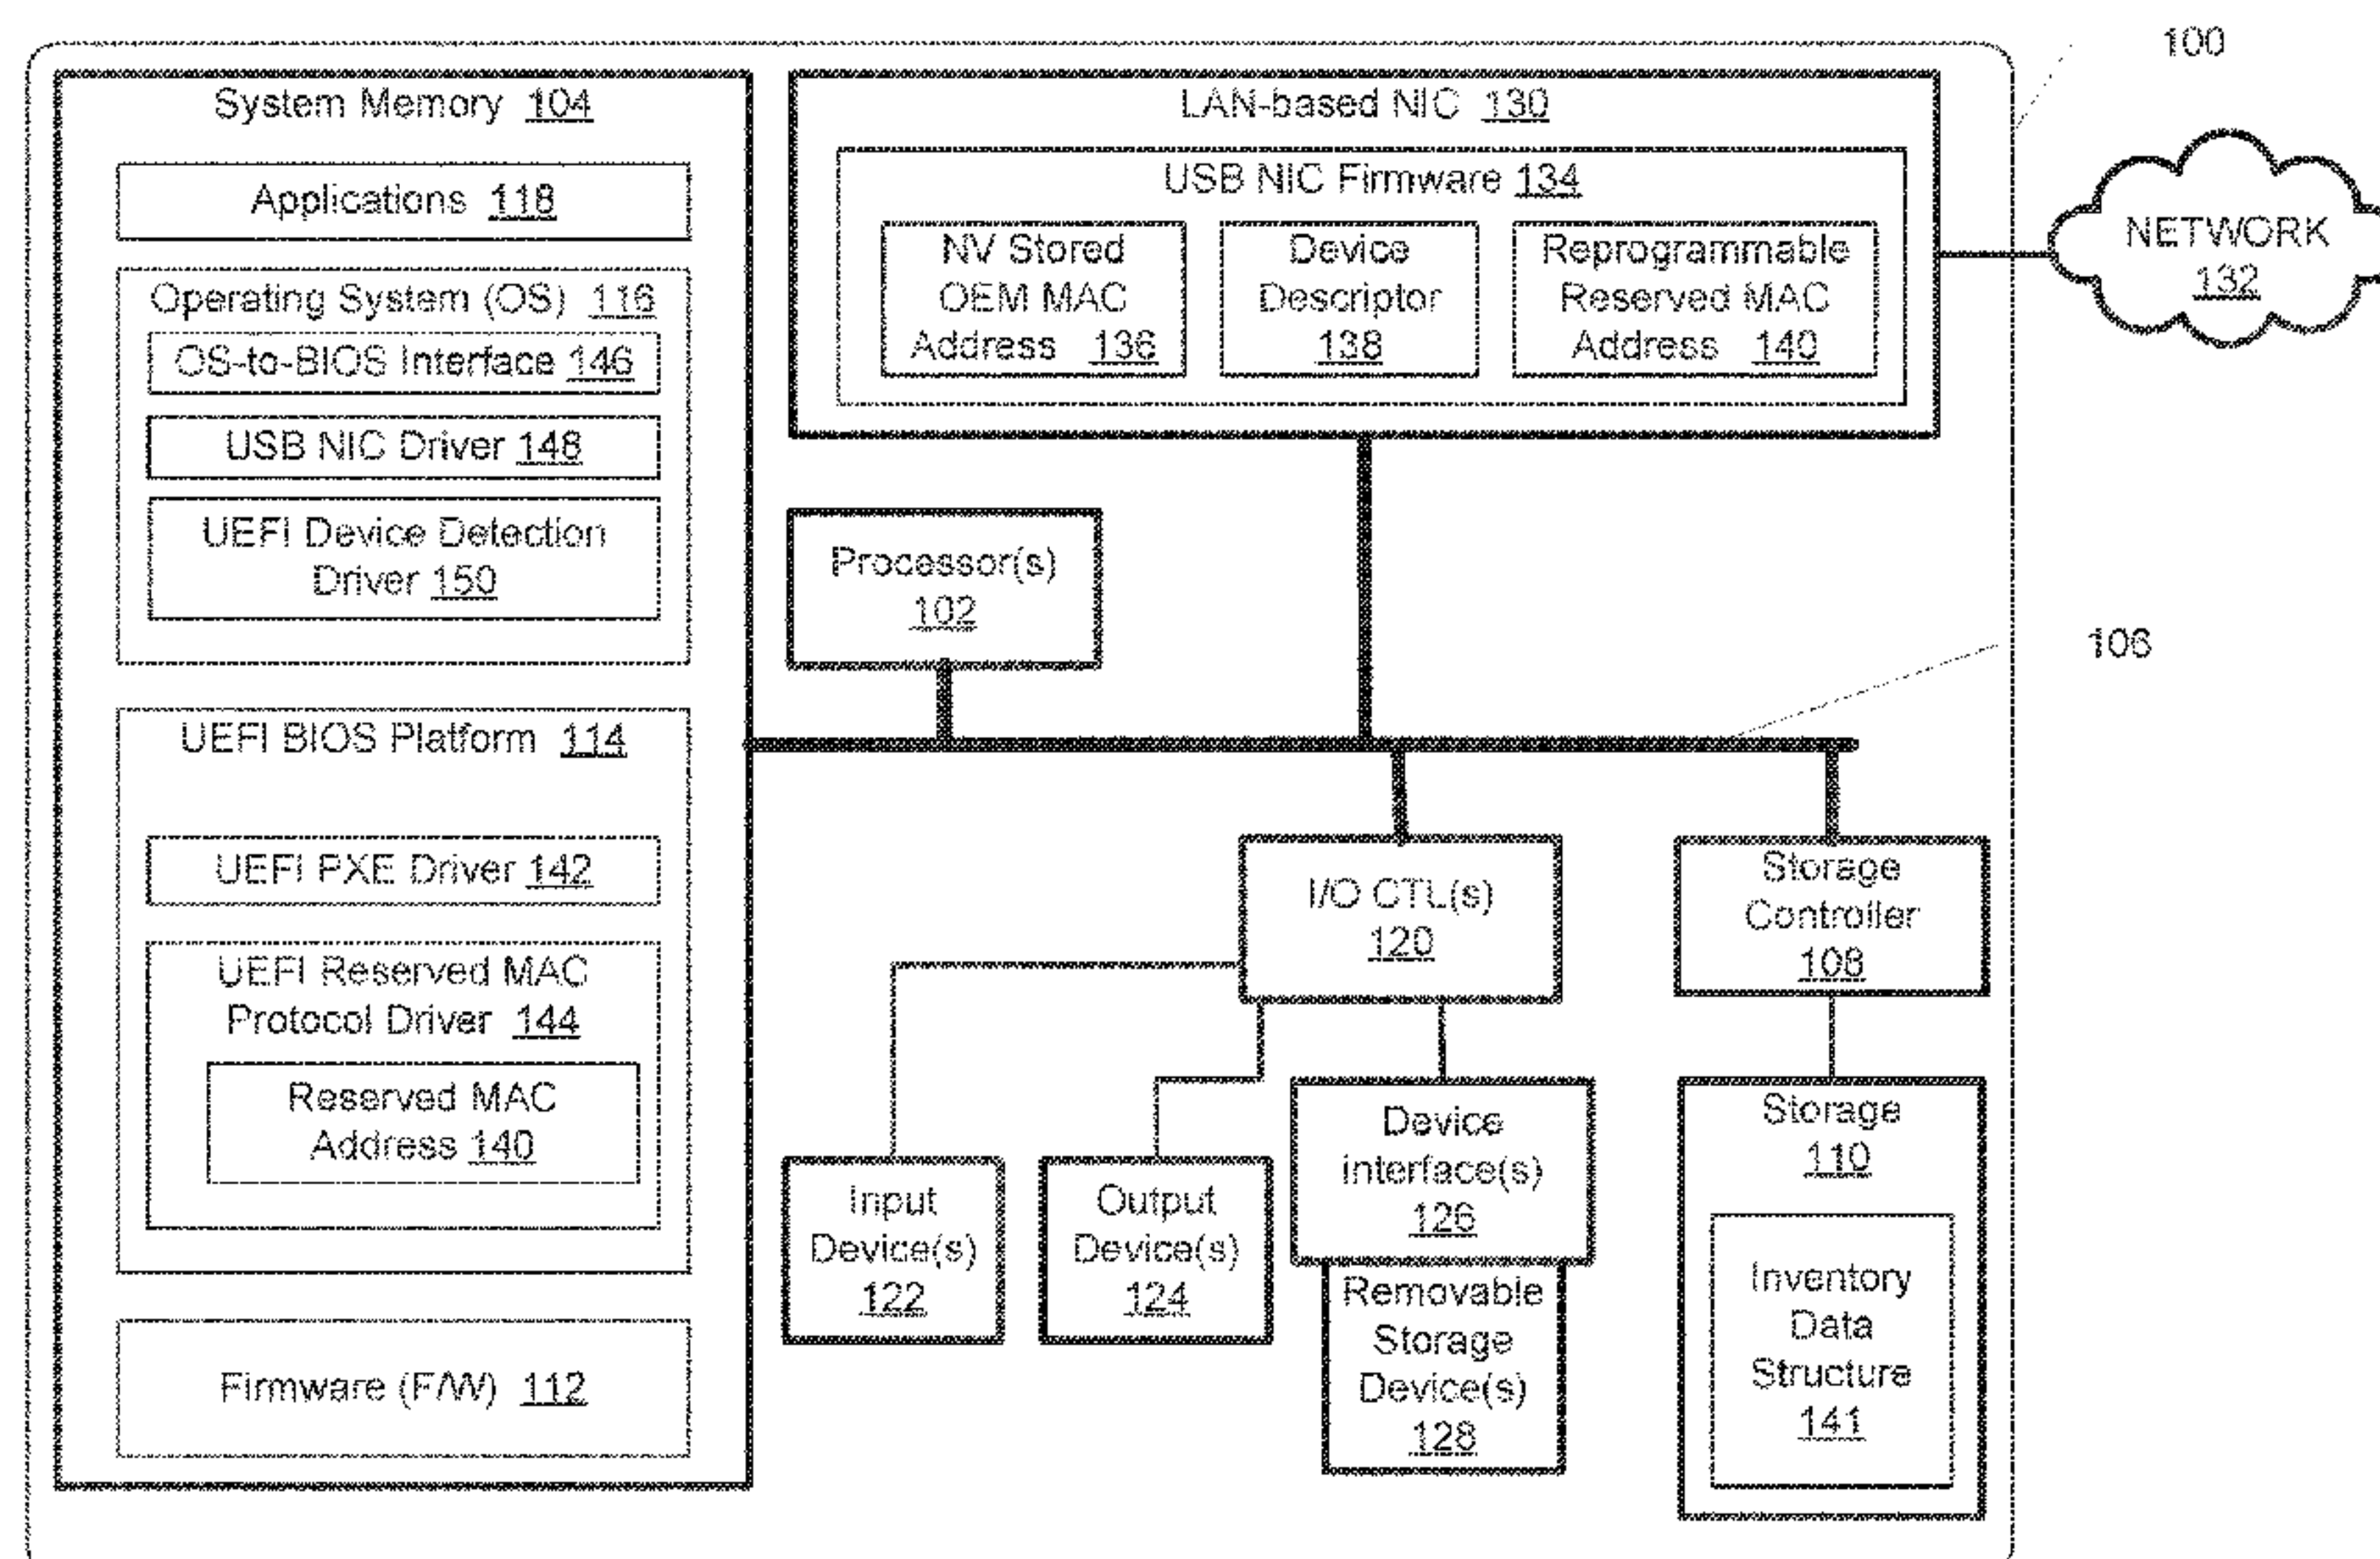 100
System Memory 104
Applications 118
Operating System (OS) 116
OS-to-BIOS Interface 146
USB NIC Driver 148
UEFI Device Detection
Driver 150
UEFI BIOS Platform 114
UEFI PXE Driver 142
UEFI Reserved MAC
Protocol Driver 144
Reserved MAC
Address 140
Firmware (F/W) 112
LAN-based NIC 130
USB NIC Firmware 134
NV Stored
OEM MAC
Address 136
Device
Descriptor
138
Reprogrammable
Reserved MAC
Address 140
NETWORK
132
Processor(s)
102
106
I/O CTL(s)
120
Storage
Controller
108
Input
Device(s)
122
Output
Device(s)
124
Device
interface(s)
126
Removable
Storage
Device(s)
128
Storage
110
Inventory
Data
Structure
141